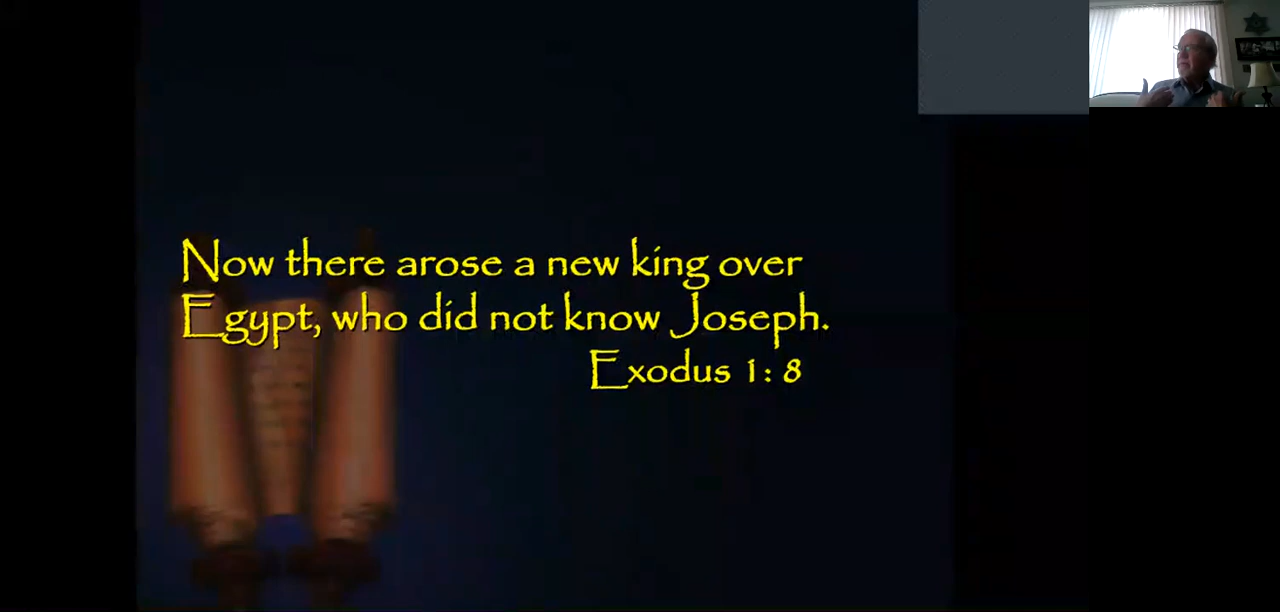 Now there arose a new king over
Egypt, who did not know Joseph.
Exodus 1: 8